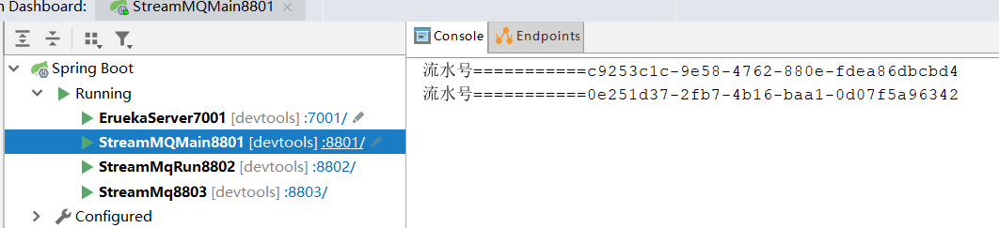 n Dashboard: StreamMQMain8801
Console Endpoints
Spring Boot
Running
EruekaServer7001 [devtools] :7001/
StreamMQMain8801 [devtools] :8801/
StreamMqRun8802 [devtools] :8802/
StreamMq8803 [devtools] :8803/
Configured
流水号===========c9253c1c-9e58-4762-880e-fdea86dbcbd4
流水号===========0e251d37-2fb7-4b16-baa1-0d07f5a96342